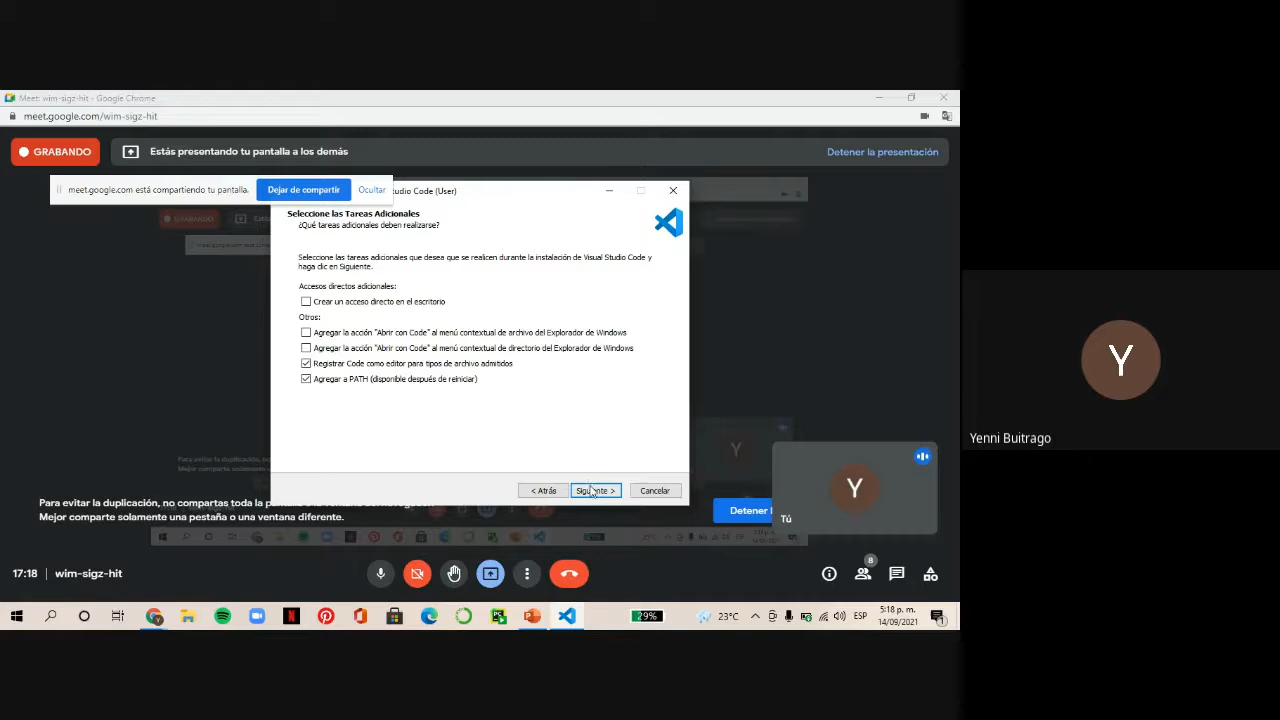 Meet: wim-sigz-hit - Google Chrome
meet.google.com/wim-sigz-hit
GRABANDO
Estás presentando tu pantalla a los demás
Detener la presentación
meet.google.com está compartiendo tu pantalla.
Dejar de compartir
Ocultar
Studio Code (User)
Seleccione las Tareas Adicionales
¿Qué tareas adicionales deben realizarse?
Seleccione las tareas adicionales que desea que se realicen durante la instalación de Visual Studio Code y
haga clic en Siguiente.
Accesos directos adicionales:
Crear un acceso directo en el escritorio
Otros:
Agregar la acción "Abrir con Code" al menú contextual de archivo del Explorador de Windows
Agregar la acción "Abrir con Code" al menú contextual de directorio del Explorador de Windows
Registrar Code como editor para tipos de archivo admitidos
Agregar a PATH (disponible después de reiniciar)
< Atrás
Siguiente >
Cancelar
Y
Yenni Buitrago
Y
Tú
Para evitar la duplicación, no compartas toda la
Mejor comparte solamente una pestaña o una ventana diferente.
Detener
17:18 | wim-sigz-hit
8
29%
23°C
ESP
5:18 p. m.
14/09/2021
1